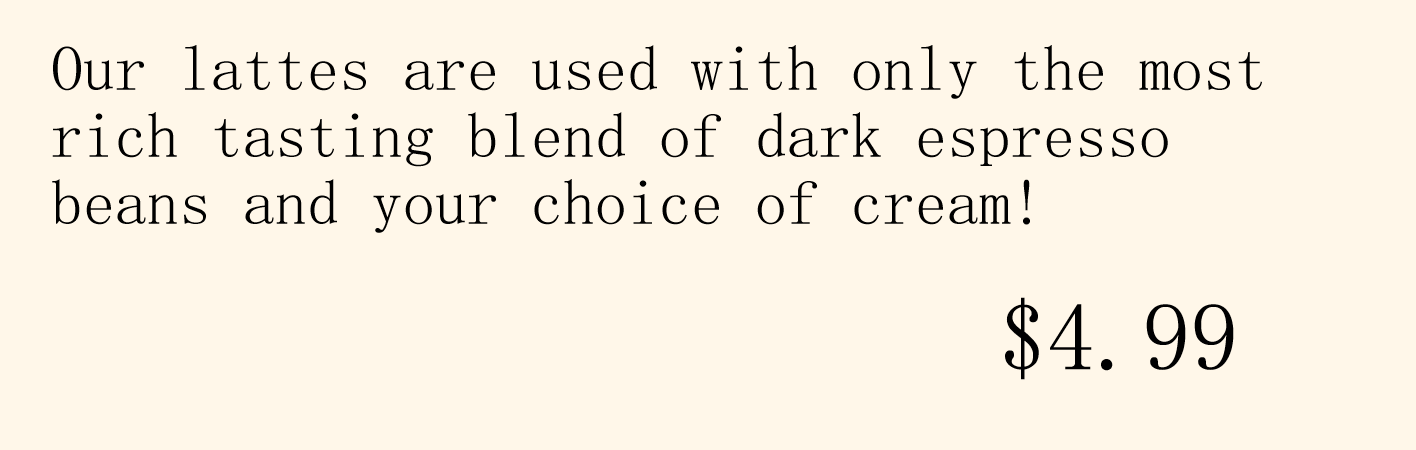 Our lattes are used with only the most
rich tasting blend of dark espresso
beans and your choice of cream!
$4.99